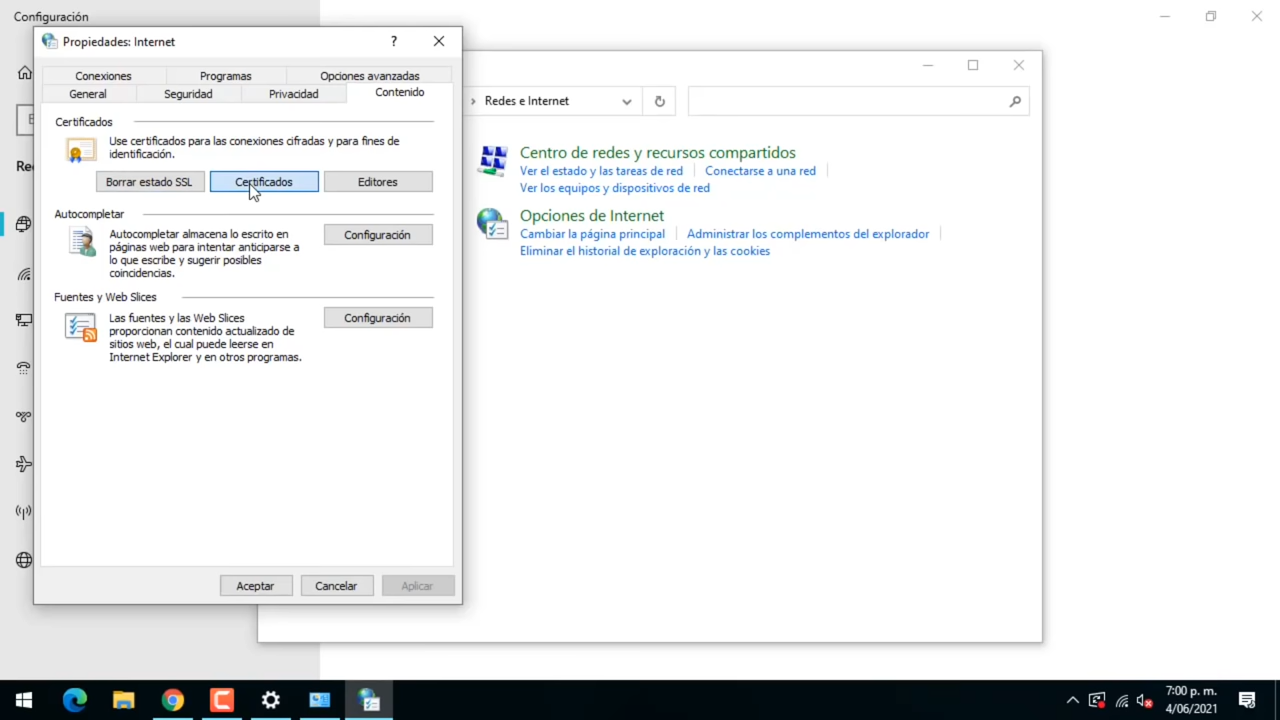 Configuración
Propiedades: Internet
?
Conexiones
Programas
Opciones avanzadas
General
Seguridad
Privacidad
Contenido
Certificados
Use certificados para las conexiones cifradas y para fines de
identificación.
Borrar estado SSL
Certificados
Editores
Autocompletar
Autocompletar almacena lo escrito en
páginas web para intentar anticiparse a
lo que escribe y sugerir posibles
coincidencias.
Configuración
Fuentes y Web Slices
Las fuentes y las Web Slices
proporcionan contenido actualizado de
sitios web, el cual puede leerse en
Internet Explorer y en otros programas.
Configuración
Aceptar
Cancelar
Aplicar
Redes e Internet
Centro de redes y recursos compartidos
Ver el estado y las tareas de red
Conectarse a una red
Ver los equipos y dispositivos de red
Opciones de Internet
Cambiar la página principal
Administrar los complementos del explorador
Eliminar el historial de exploración y las cookies
7:00 p. m.
4/06/2021